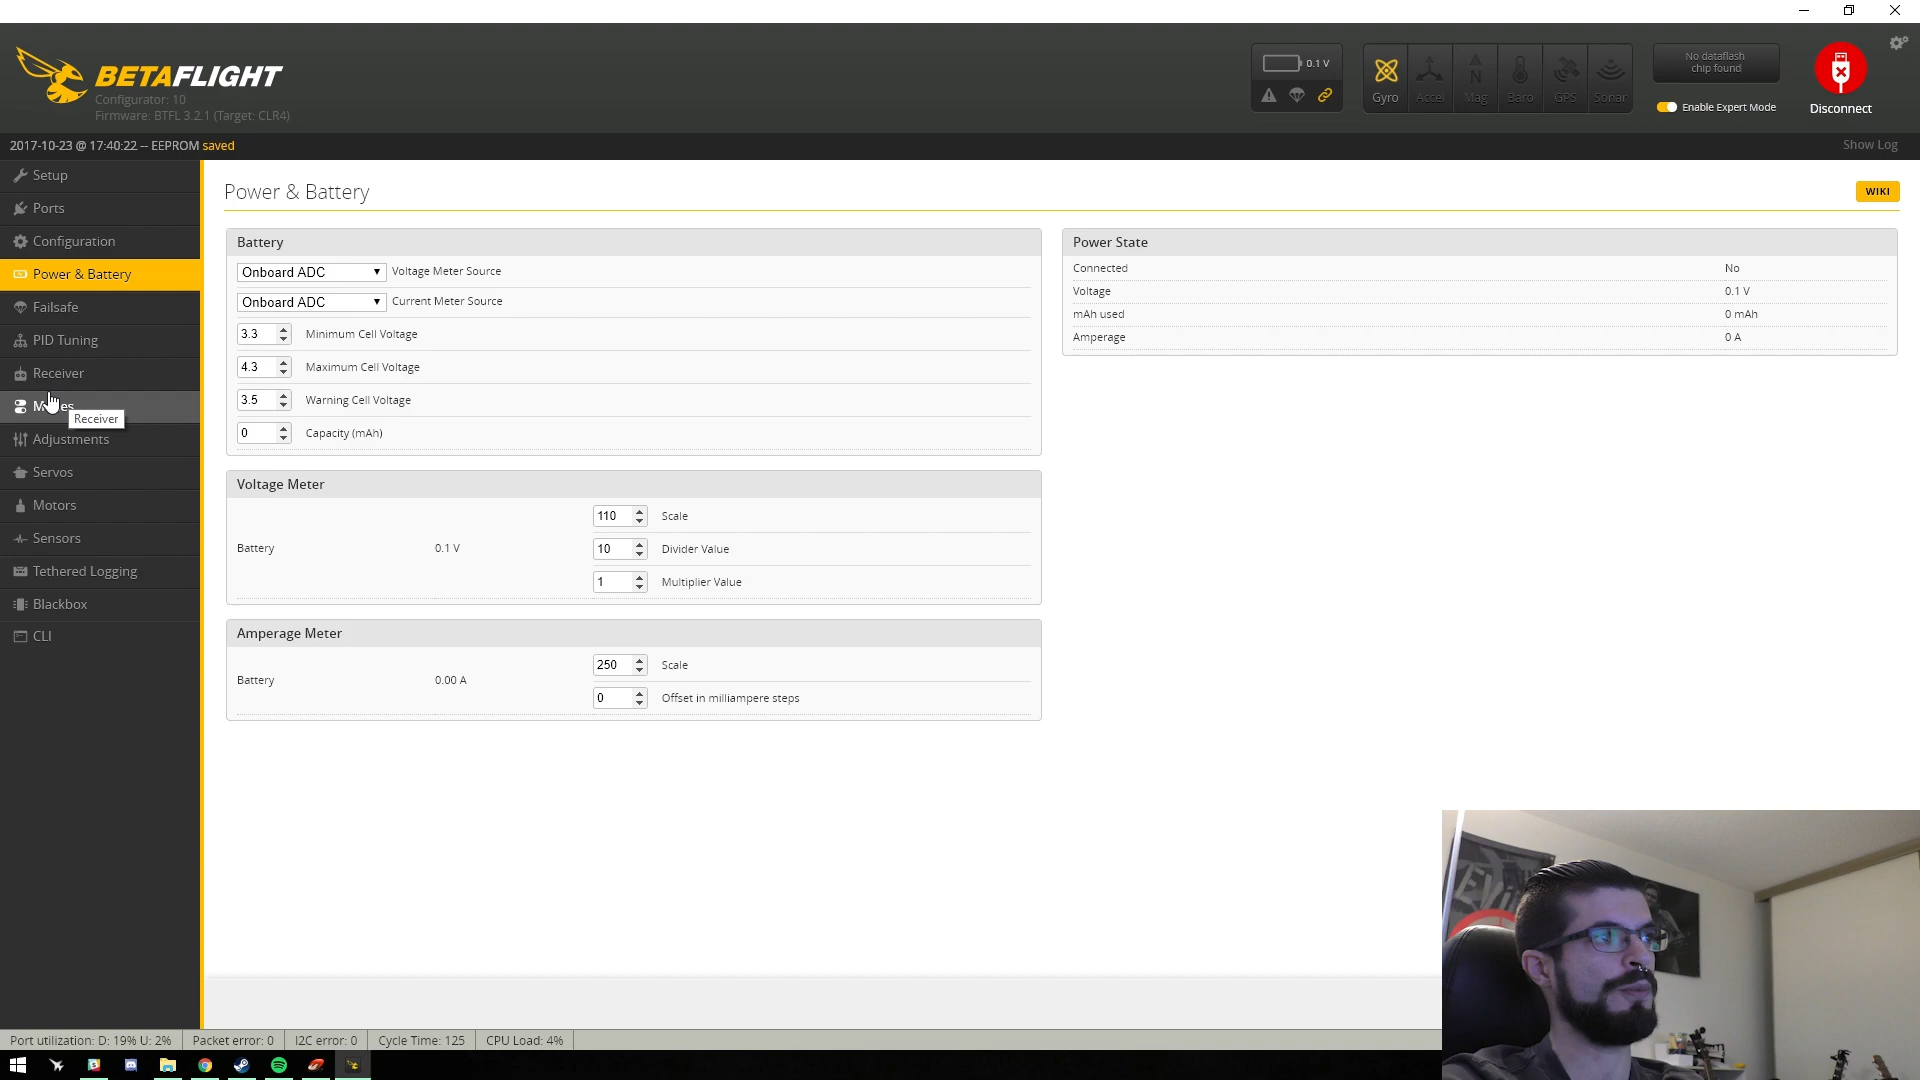 BETAFLIGHT
Configurator: 10
Firmware: BTFL 3.2.1 (Target: CLR4)
0.1 V
Gyro
Accel
Mag
Baro
GPS
Sonar
No dataflash
chip found
Enable Expert Mode
Disconnect
2017-10-23 @ 17:40:22 -- EEPROM saved
Show Log
Setup
Ports
Configuration
Power & Battery
Failsafe
PID Tuning
Receiver
Receiver
Adjustments
Servos
Motors
Sensors
Tethered Logging
Blackbox
CLI
Power & Battery
WIKI
Battery
Onboard ADC Voltage Meter Source
Onboard ADC Current Meter Source
3.3 Minimum Cell Voltage
4.3 Maximum Cell Voltage
3.5 Warning Cell Voltage
0 Capacity (mAh)
Power State
Connected No
Voltage 0.1 V
mAh used 0 mAh
Amperage 0 A
Voltage Meter
Battery 0.1 V
110 Scale
10 Divider Value
1 Multiplier Value
Amperage Meter
Battery 0.00 A
250 Scale
0 Offset in milliampere steps
Port utilization: D: 19% U: 2%
Packet error: 0
I2C error: 0
Cycle Time: 125
CPU Load: 4%